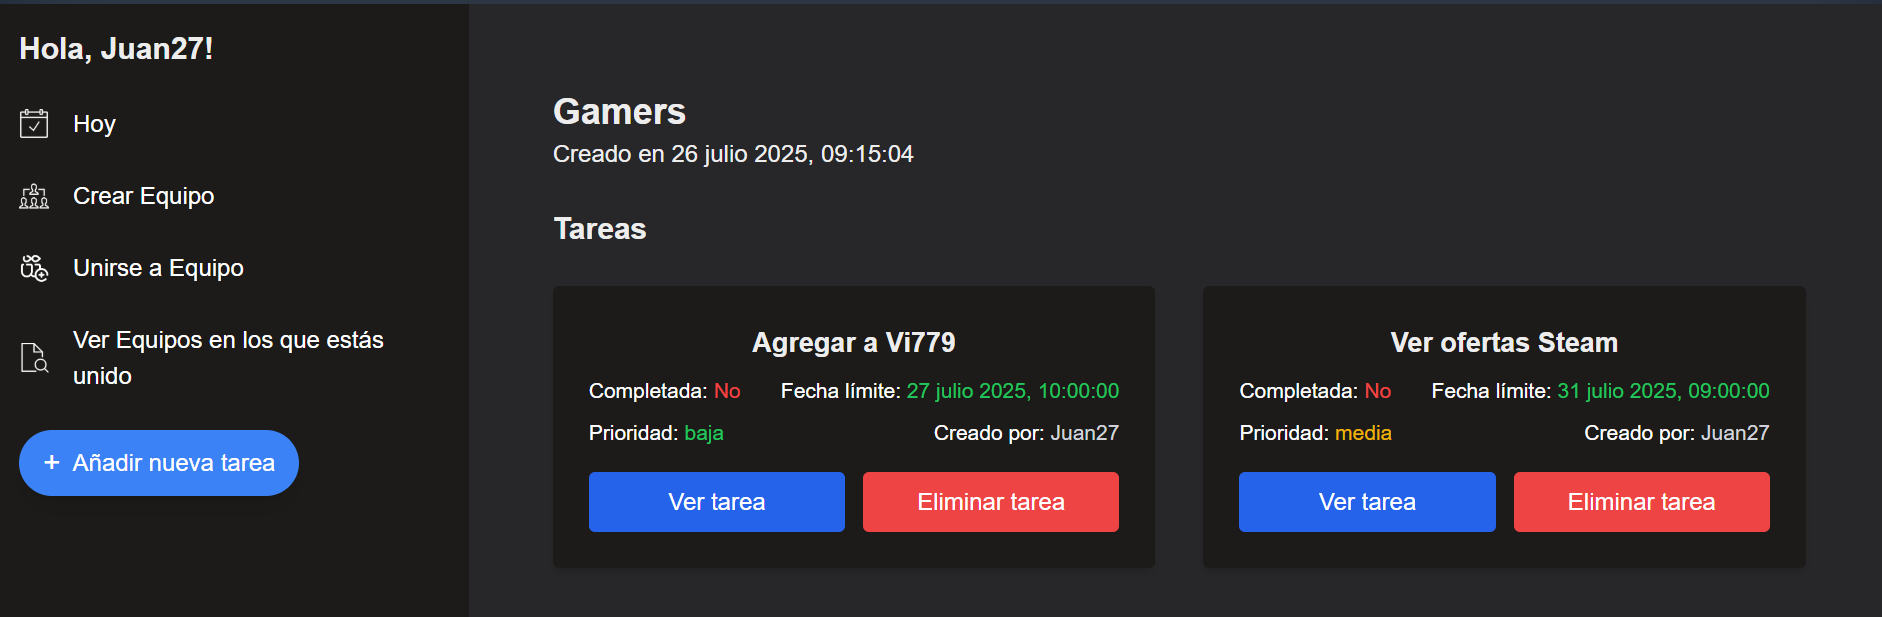 Hola, Juan27!
Hoy
Crear Equipo
Unirse a Equipo
Ver Equipos en los que estás
unido
+ Añadir nueva tarea
Gamers
Creado en 26 julio 2025, 09:15:04
Tareas
Agregar a Vi779
Completada: No Fecha límite: 27 julio 2025, 10:00:00
Prioridad: baja Creado por: Juan27
Ver tarea Eliminar tarea
Ver ofertas Steam
Completada: No Fecha límite: 31 julio 2025, 09:00:00
Prioridad: media Creado por: Juan27
Ver tarea Eliminar tarea